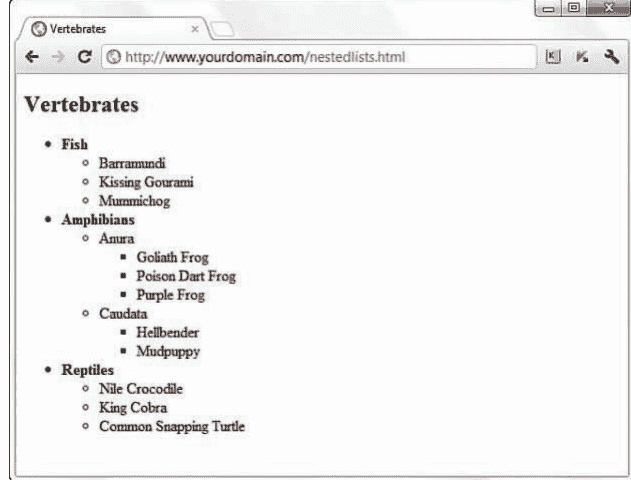 Vertebrates
http://www.yourdomain.com/nestedlists.html
Vertebrates
• Fish
◦ Barramundi
◦ Kissing Gourami
◦ Mummichog
• Amphibians
◦ Anura
▪ Goliath Frog
▪ Poison Dart Frog
▪ Purple Frog
◦ Caudata
▪ Hellbender
▪ Mudpuppy
• Reptiles
◦ Nile Crocodile
◦ King Cobra
◦ Common Snapping Turtle